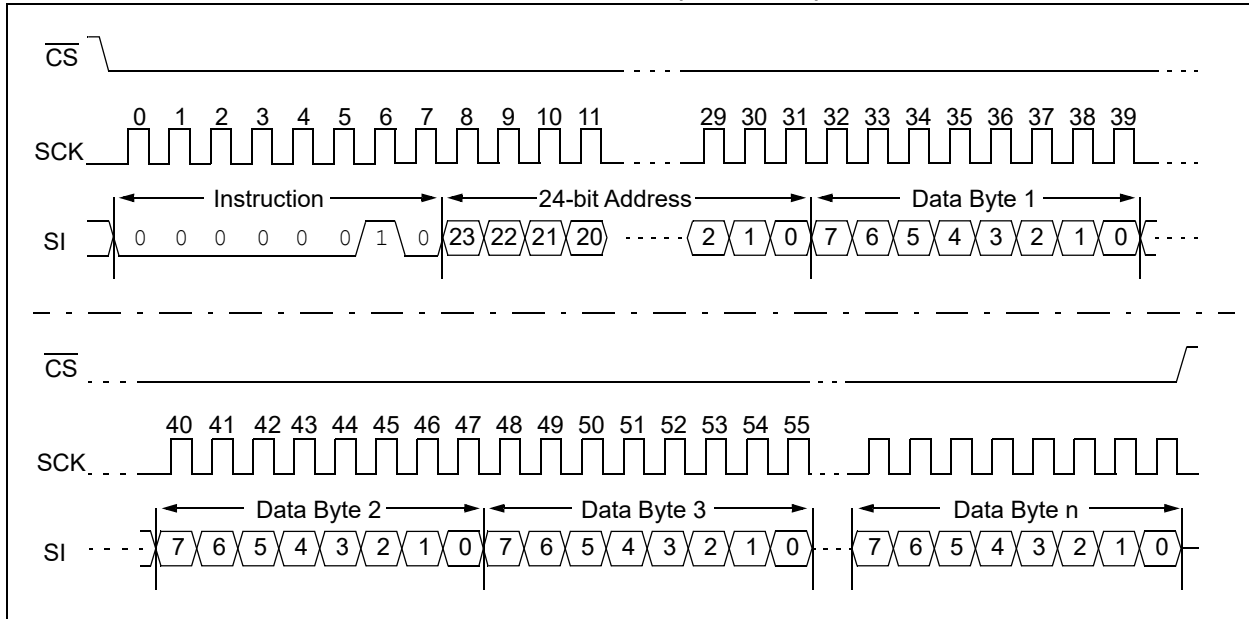 CS
0 1 2 3 4 5 6 7 8 9 10 11 29 30 31 32 33 34 35 36 37 38 39
SCK
Instruction 24-bit Address Data Byte 1
SI 0 0 0 0 0 0 1 0 23 22 21 20 2 1 0 7 6 5 4 3 2 1 0
CS
40 41 42 43 44 45 46 47 48 49 50 51 52 53 54 55
SCK
Data Byte 2 Data Byte 3 Data Byte n
SI 7 6 5 4 3 2 1 0 7 6 5 4 3 2 1 0 7 6 5 4 3 2 1 0